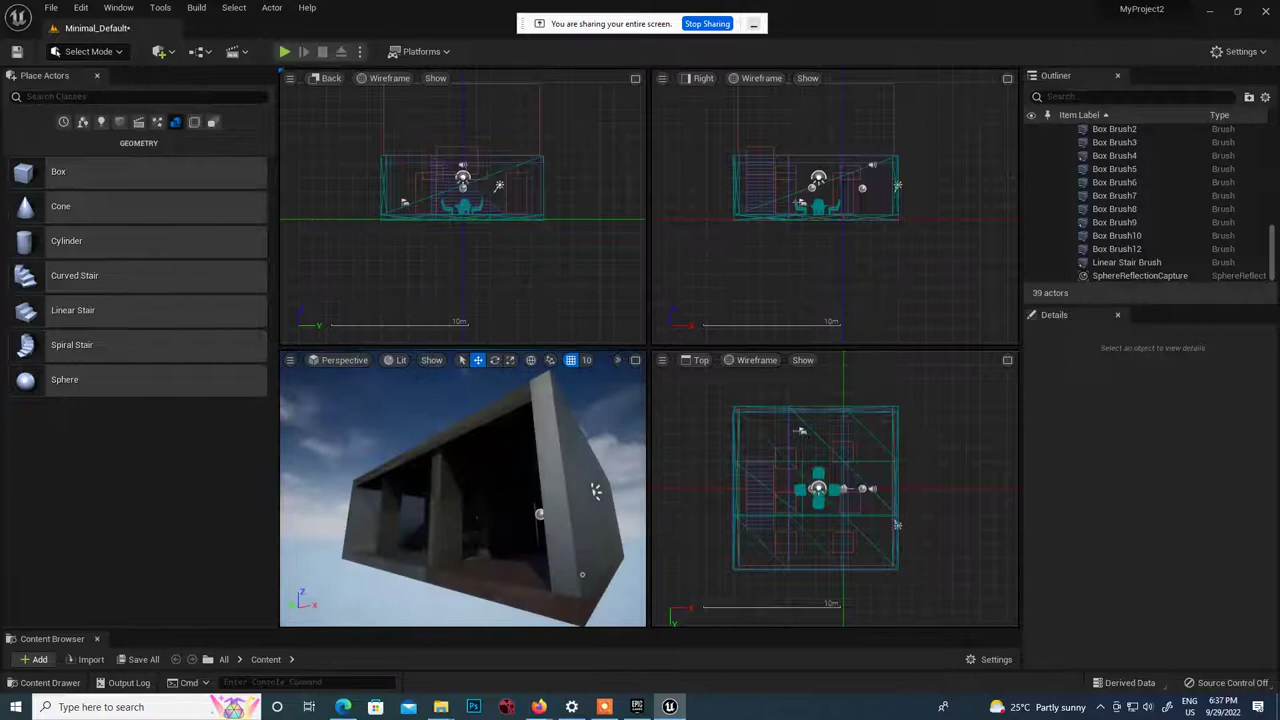 File Edit Window Tools Build Select Actor Help
You are sharing your entire screen. Stop Sharing
MyProject2
Minimal_Default*
Select Mode
Platforms
Settings
Place Actors
Search Classes
GEOMETRY
Box
Cone
Cylinder
Curved Stair
Linear Stair
Spiral Stair
Sphere
Back Wireframe Show
10m
Right Wireframe Show
10m
Perspective Lit Show 10
Top Wireframe Show
10m
Outliner
Search...
Item Label Type
Box Brush2 Brush
Box Brush3 Brush
Box Brush4 Brush
Box Brush5 Brush
Box Brush6 Brush
Box Brush7 Brush
Box Brush8 Brush
Box Brush9 Brush
Box Brush10 Brush
Box Brush12 Brush
Linear Stair Brush Brush
SphereReflectionCapture SphereReflect
39 actors
Details
Select an object to view details
Content Browser
Add Import Save All All Content Settings
Content Drawer Output Log Cmd Enter Console Command Derived Data Source Control Off
Type here to search
25°C Partly sunny
6:37 PM
9/28/2022